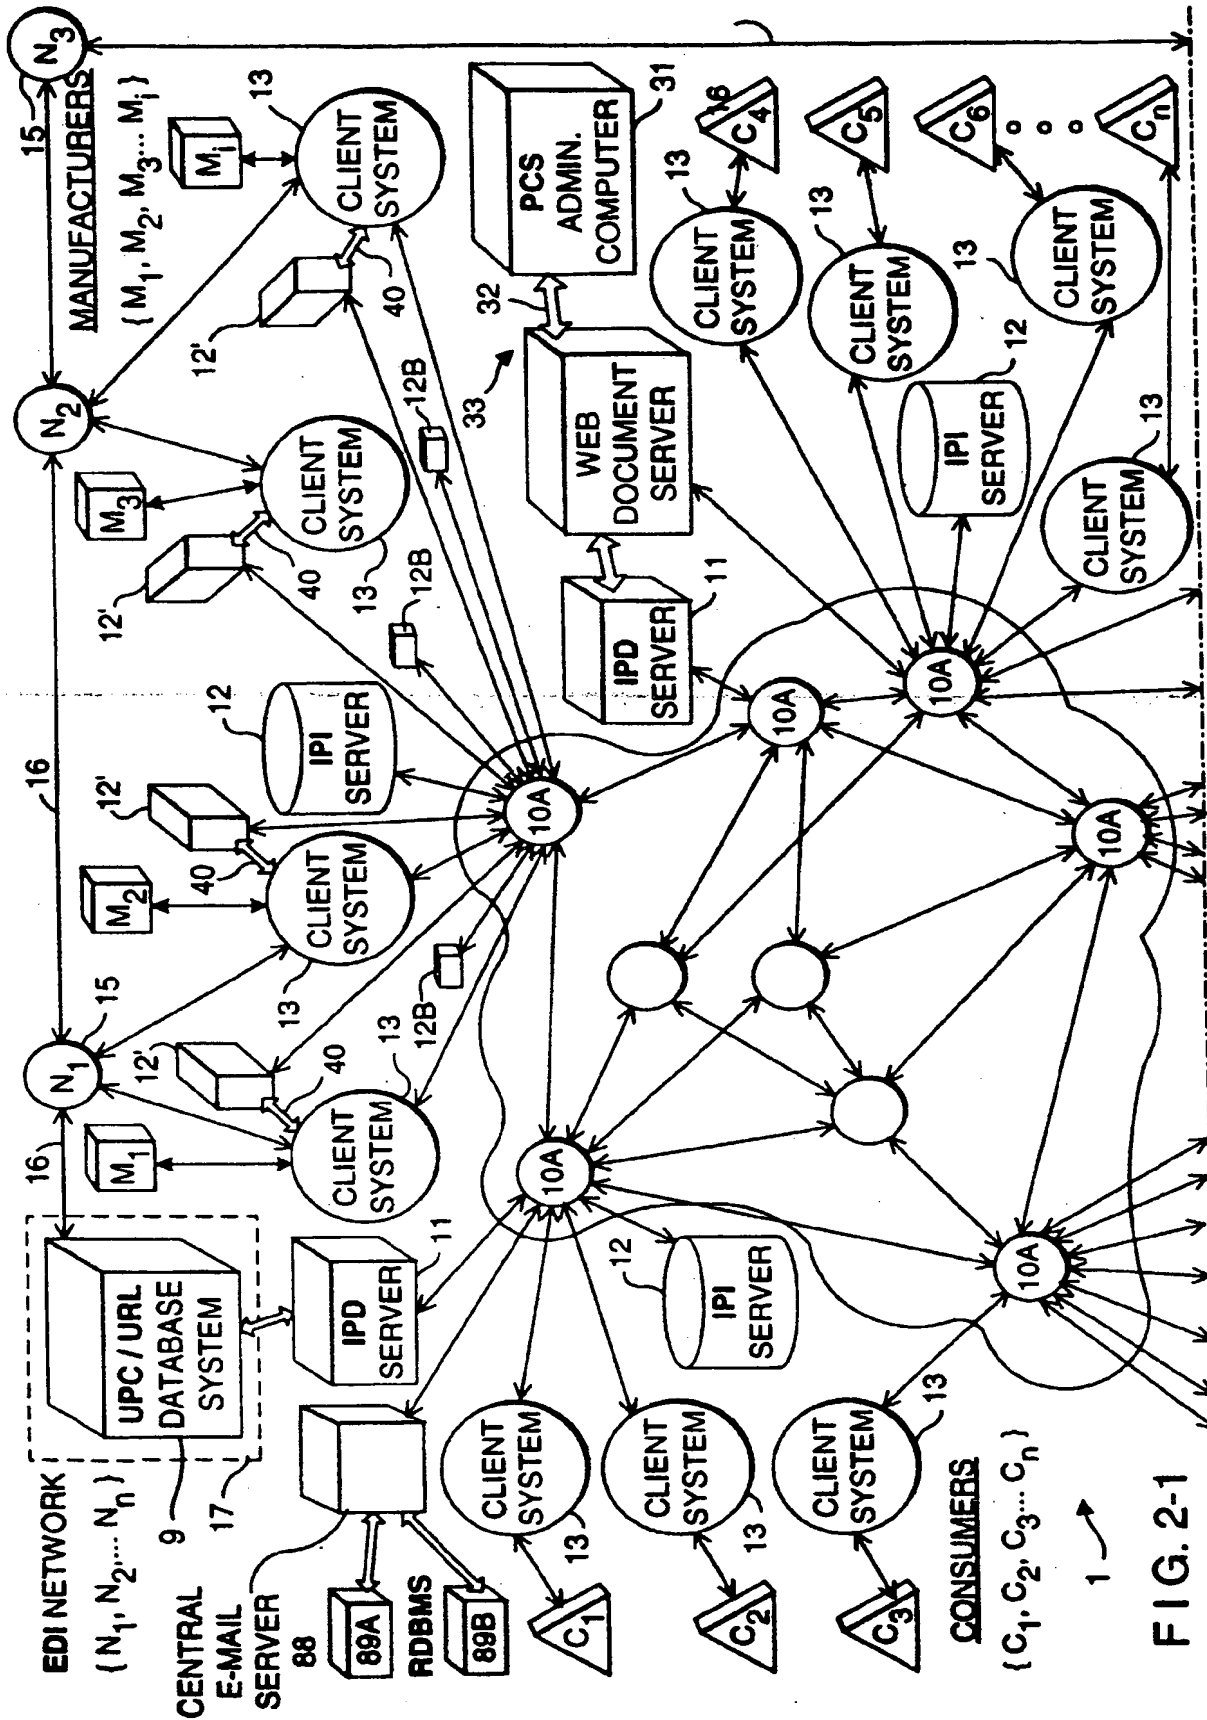 EDI NETWORK
{N1, N2,... Nn}
9
17
UPC / URL
DATABASE
SYSTEM
16
N1
15
16
N2
15
N3
MANUFACTURERS
{M1, M2, M3... Mi}
M1
12'
40
CLIENT
SYSTEM
13
M2
12'
40
CLIENT
SYSTEM
13
12B
12
IPI
SERVER
M3
12'
40
CLIENT
SYSTEM
13
12B
Mi
13
CLIENT
SYSTEM
12'
40
12B
CENTRAL
E-MAIL
SERVER
88
89A
RDBMS
89B
IPD
SERVER
11
10A
10A
IPD
SERVER
11
WEB
DOCUMENT
SERVER
33
32
PCS
ADMIN.
COMPUTER
31
C1
CLIENT
SYSTEM
13
C2
CLIENT
SYSTEM
13
C3
CLIENT
SYSTEM
13
12
IPI
SERVER
10A
10A
10A
10A
CLIENT
SYSTEM
13
C4
16
CLIENT
SYSTEM
13
C5
CLIENT
SYSTEM
13
C6
12
IPI
SERVER
CLIENT
SYSTEM
13
Cn
CONSUMERS
{C1, C2, C3... Cn}
1
FIG. 2-1